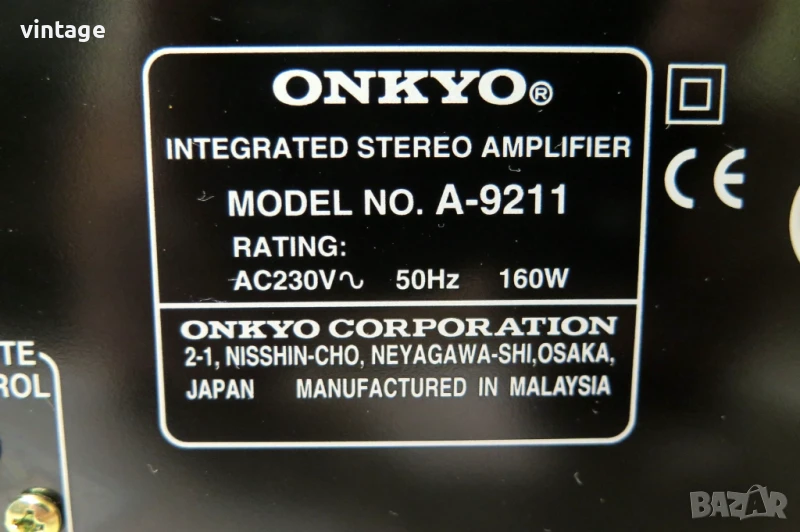 vintage
ONKYO®
INTEGRATED STEREO AMPLIFIER
MODEL NO. A-9211
RATING:
AC230V∿ 50Hz 160W
ONKYO CORPORATION
2-1, NISSHIN-CHO, NEYAGAWA-SHI,OSAKA,
JAPAN MANUFACTURED IN MALAYSIA
CE
TE
ROL
BAZAR